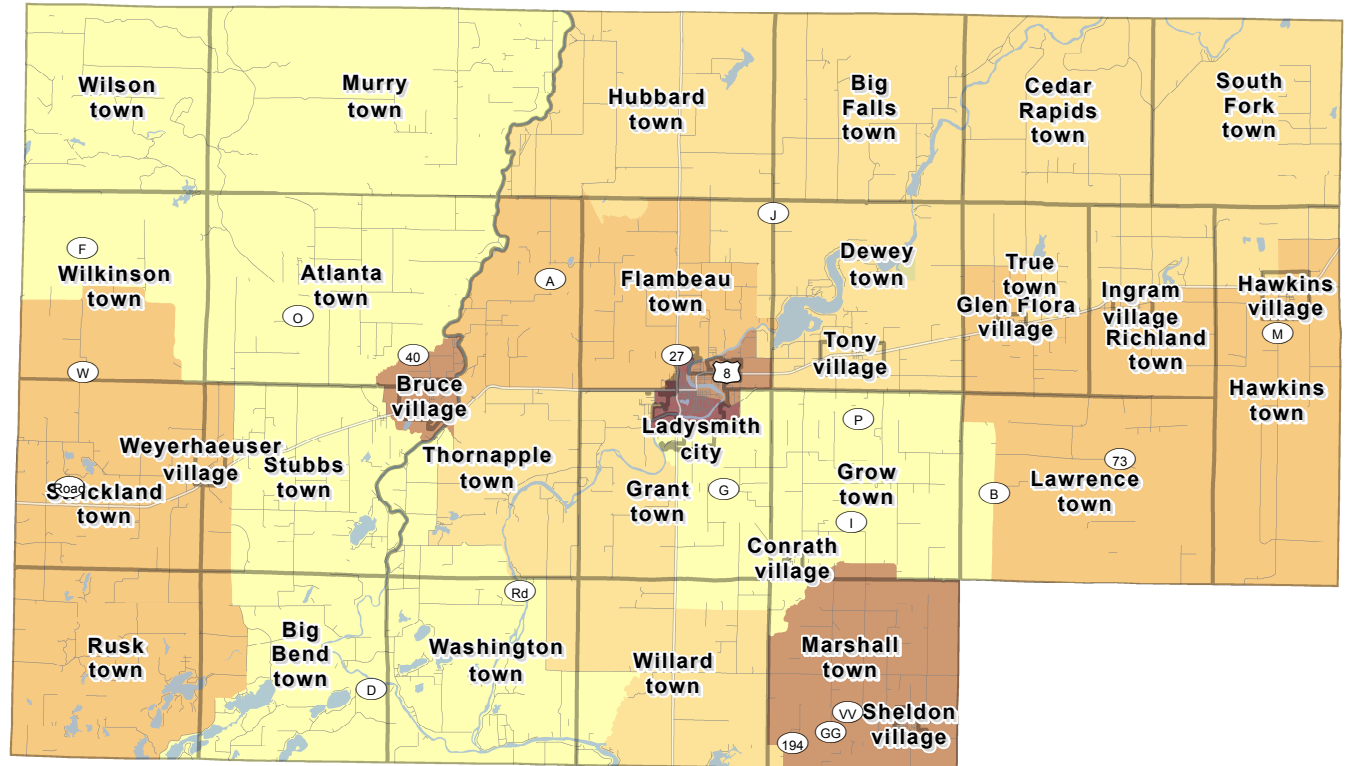 Wilson
town
Murry
town
Hubbard
town
Big
Falls
town
Cedar
Rapids
town
South
Fork
town
J
F
Wilkinson
town
Atlanta
town
O
A
Flambeau
town
Dewey
town
True
town
Glen Flora
village
Ingram
village
Richland
town
Hawkins
village
M
Hawkins
town
W
40
Bruce
village
27
8
Tony
village
Ladysmith
city
P
Weyerhaeuser
village
Stubbs
town
Thornapple
town
Grant
town
G
Grow
town
I
B
73
Lawrence
town
Road
town
Conrath
village
Rd
Rusk
town
Big
Bend
town
D
Washington
town
Willard
town
Marshall
town
VV
GG
194
Sheldon
village